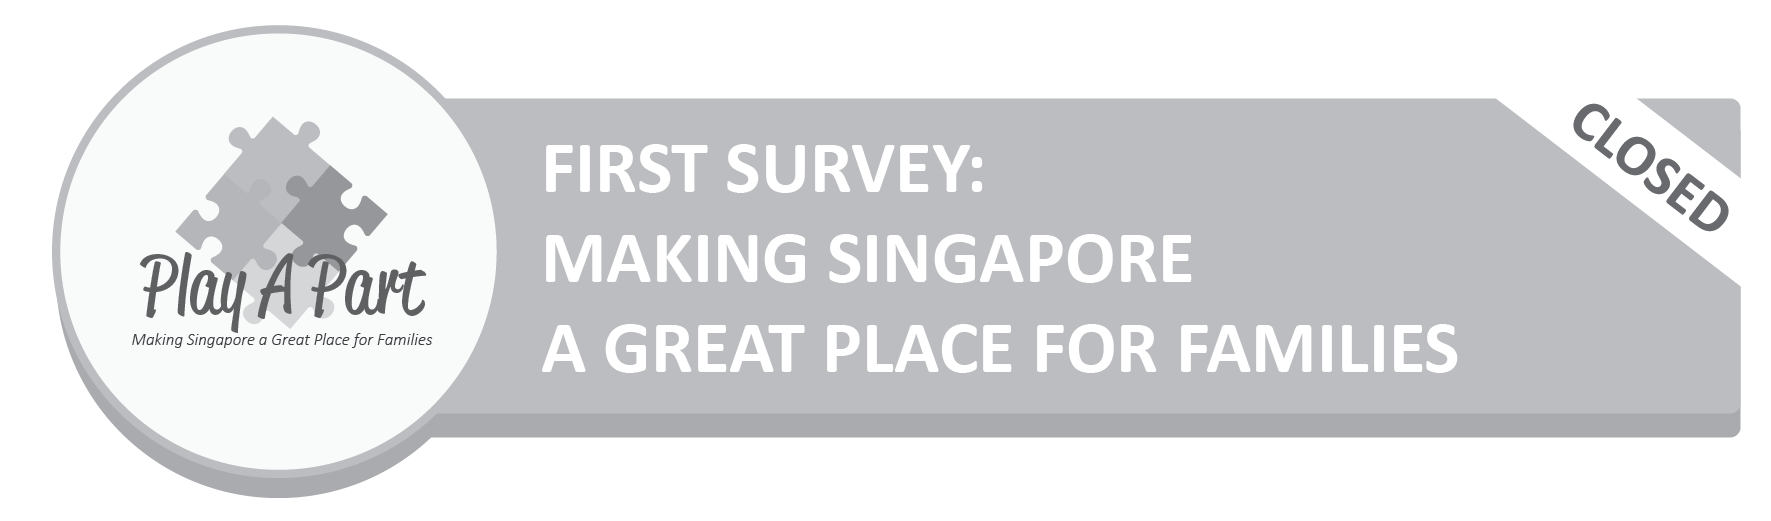 Play A Part
Making Singapore a Great Place for Families
FIRST SURVEY:
MAKING SINGAPORE
A GREAT PLACE FOR FAMILIES
CLOSED